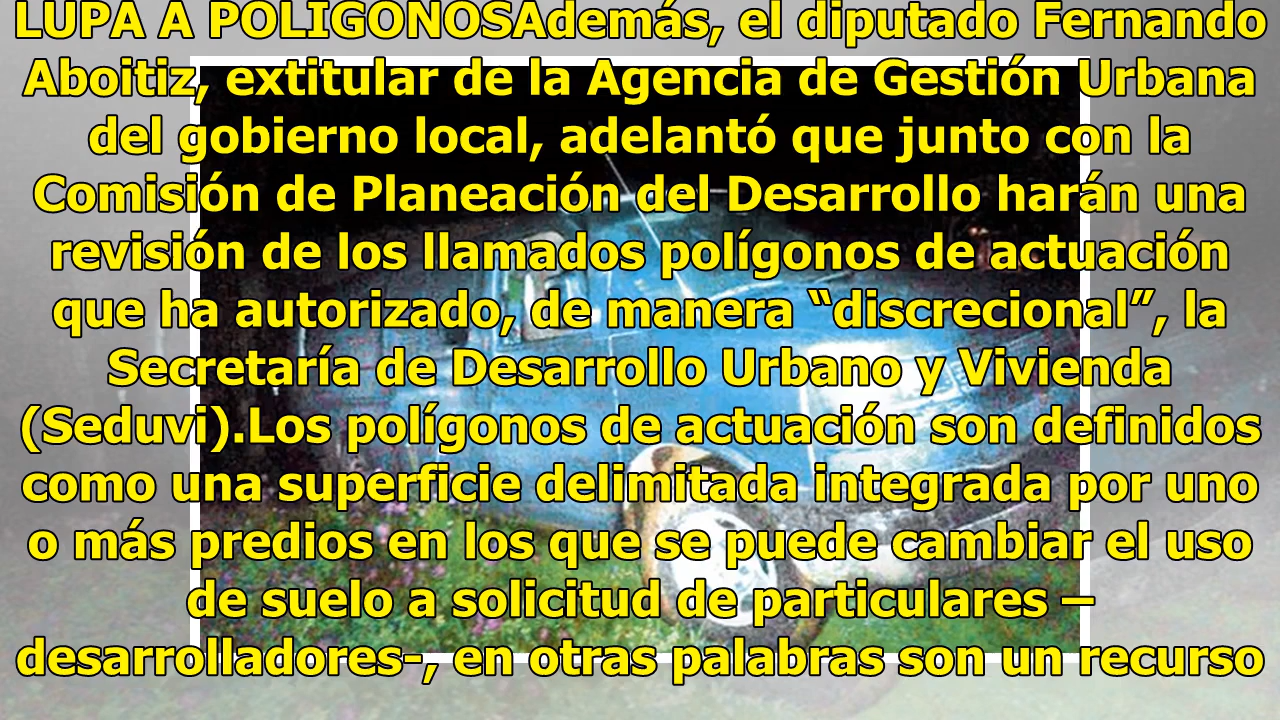 LUPA A POLÍGONOSAdemás, el diputado Fernando
Aboitiz, extitular de la Agencia de Gestión Urbana
del gobierno local, adelantó que junto con la
Comisión de Planeación del Desarrollo harán una
revisión de los llamados polígonos de actuación
que ha autorizado, de manera “discrecional”, la
Secretaría de Desarrollo Urbano y Vivienda
(Seduvi).Los polígonos de actuación son definidos
como una superficie delimitada integrada por uno
o más predios en los que se puede cambiar el uso
de suelo a solicitud de particulares –
desarrolladores-, en otras palabras son un recurso